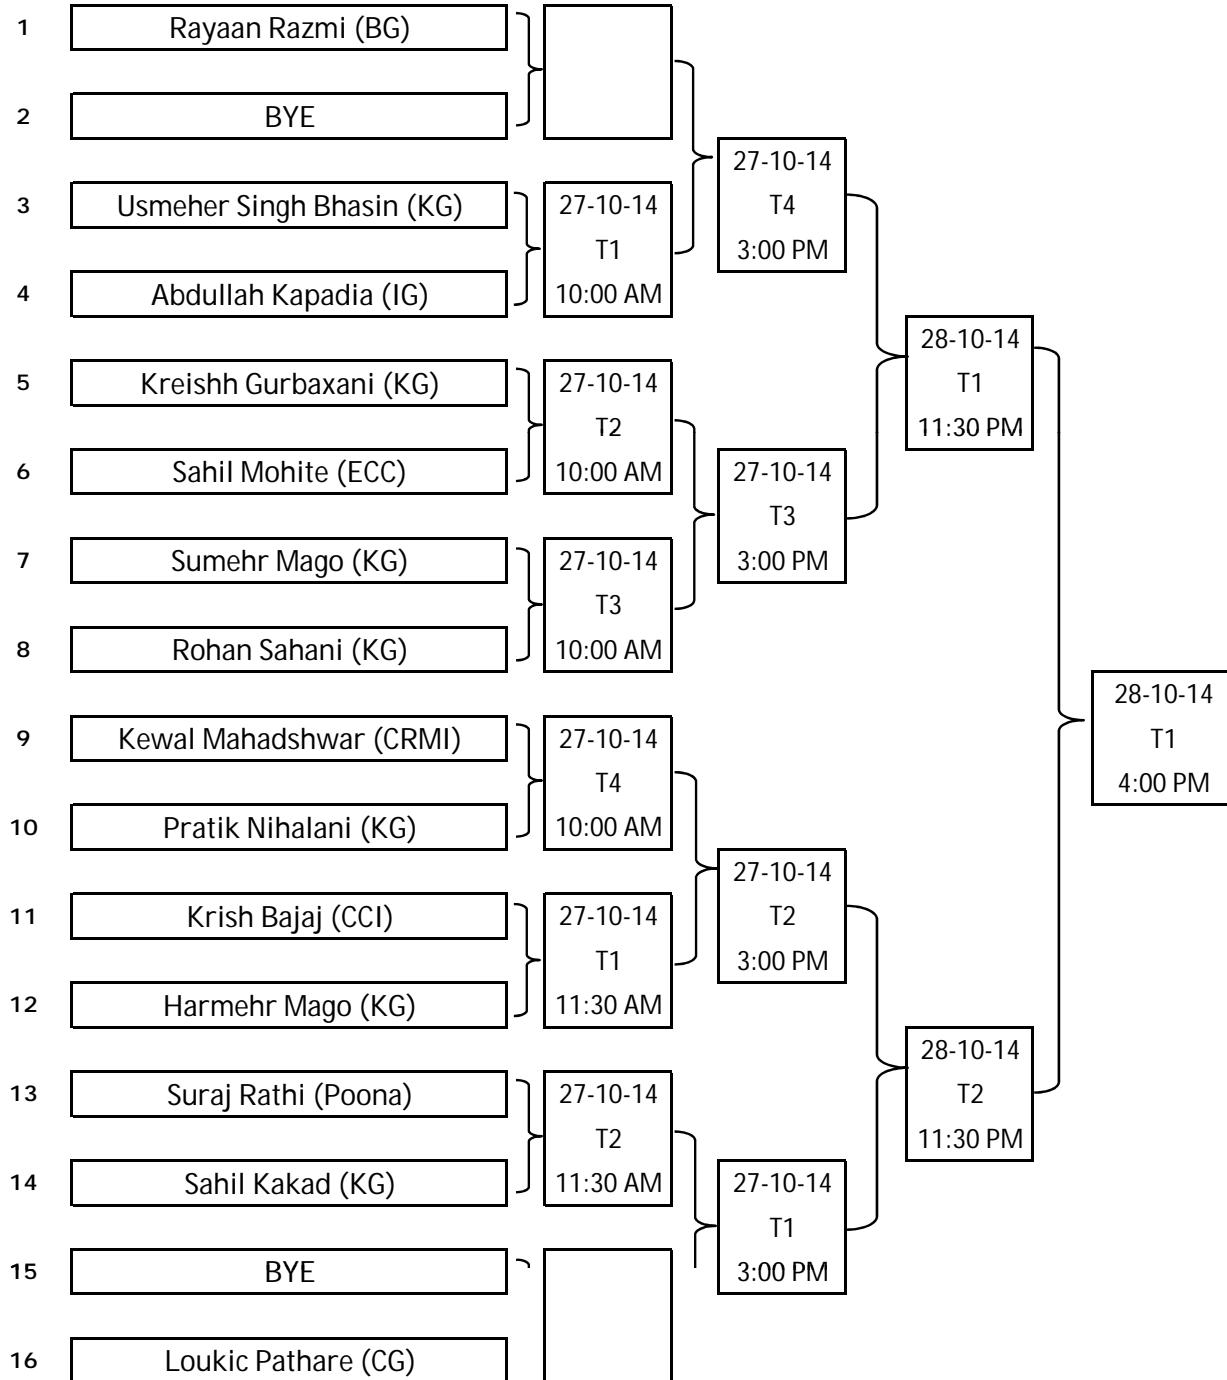 1 Rayaan Razmi (BG)
2 BYE
27-10-14
T4
3:00 PM
3 Usmeher Singh Bhasin (KG)
27-10-14
T1
10:00 AM
4 Abdullah Kapadia (IG)
28-10-14
T1
11:30 PM
5 Kreishh Gurbaxani (KG)
27-10-14
T2
10:00 AM
6 Sahil Mohite (ECC)
27-10-14
T3
3:00 PM
7 Sumehr Mago (KG)
27-10-14
T3
10:00 AM
8 Rohan Sahani (KG)
28-10-14
T1
4:00 PM
9 Kewal Mahadshwar (CRMI)
27-10-14
T4
10:00 AM
10 Pratik Nihalani (KG)
27-10-14
T2
3:00 PM
11 Krish Bajaj (CCI)
27-10-14
T1
11:30 AM
12 Harmehr Mago (KG)
28-10-14
T2
11:30 PM
13 Suraj Rathi (Poona)
27-10-14
T2
11:30 AM
14 Sahil Kakad (KG)
27-10-14
T1
3:00 PM
15 BYE
16 Loukic Pathare (CG)